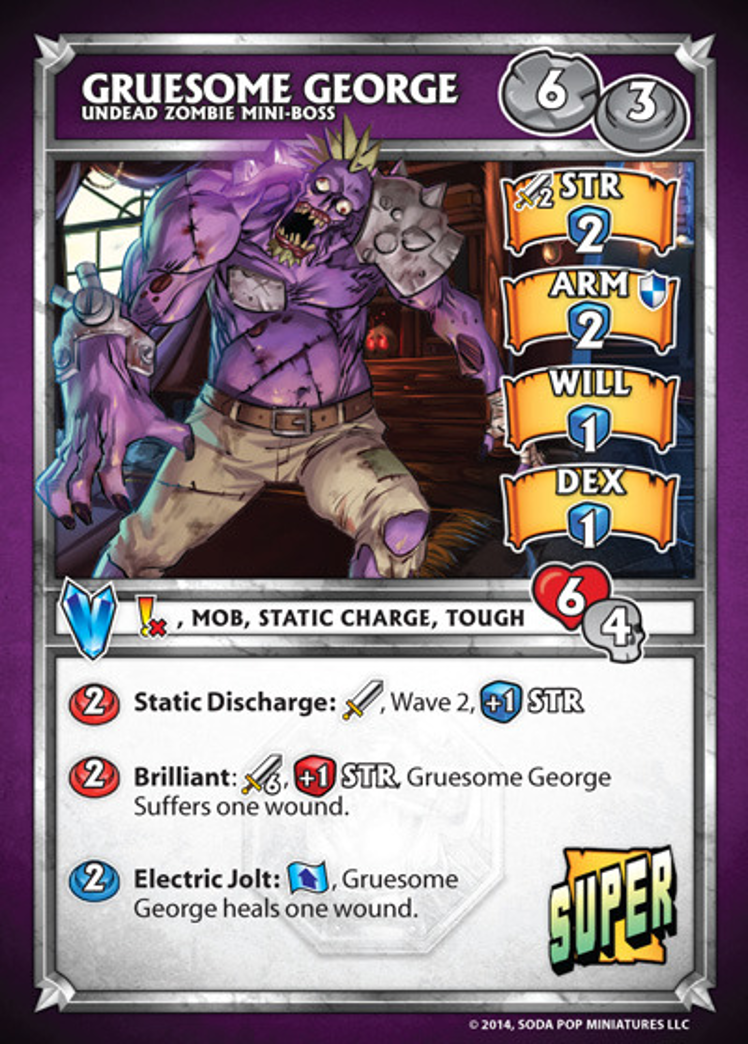 GRUESOME GEORGE
UNDEAD ZOMBIE MINI-BOSS
6
3
2 STR
2
ARM
2
WILL
1
DEX
1
, MOB, STATIC CHARGE, TOUGH
6
4
2 Static Discharge: , Wave 2, +1 STR
2 Brilliant: 6, +1 STR, Gruesome George
Suffers one wound.
2 Electric Jolt: , Gruesome
George heals one wound.
SUPER
© 2014, SODA POP MINIATURES LLC